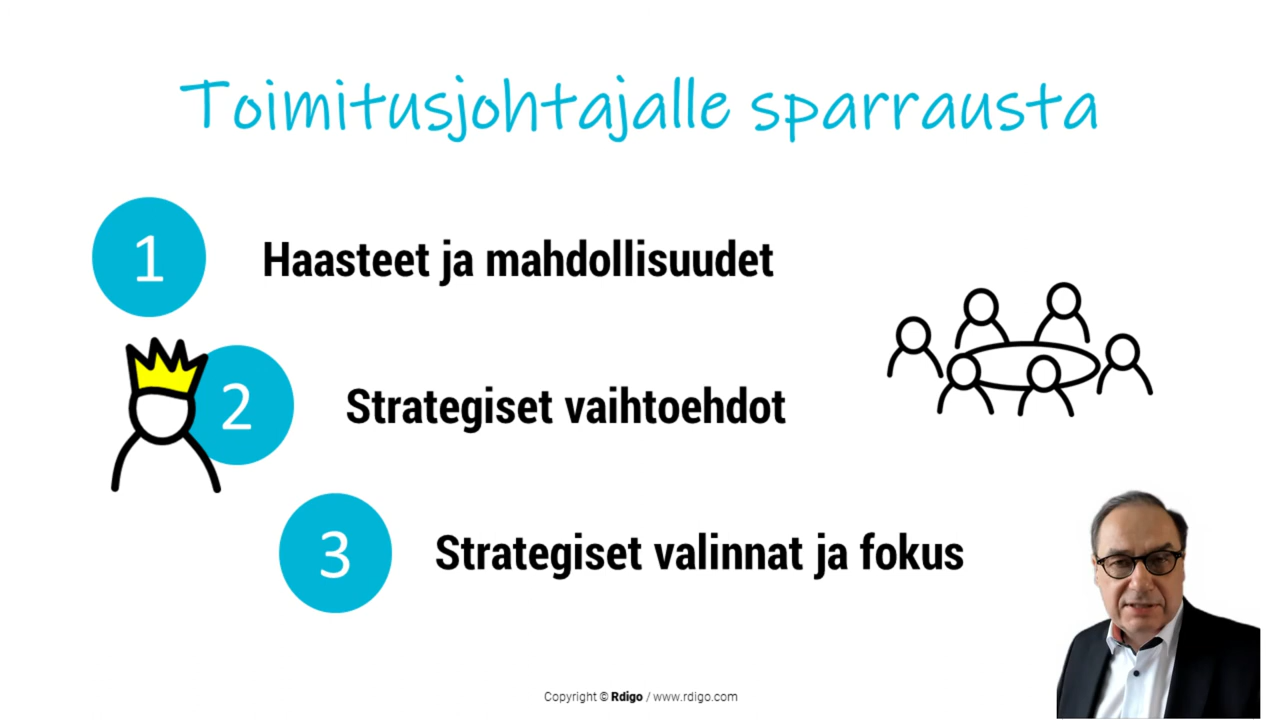 Toimitusjohtajalle sparrausta
1
Haasteet ja mahdollisuudet
2
Strategiset vaihtoehdot
3
Strategiset valinnat ja fokus
Copyright © Rdigo / www.rdigo.com